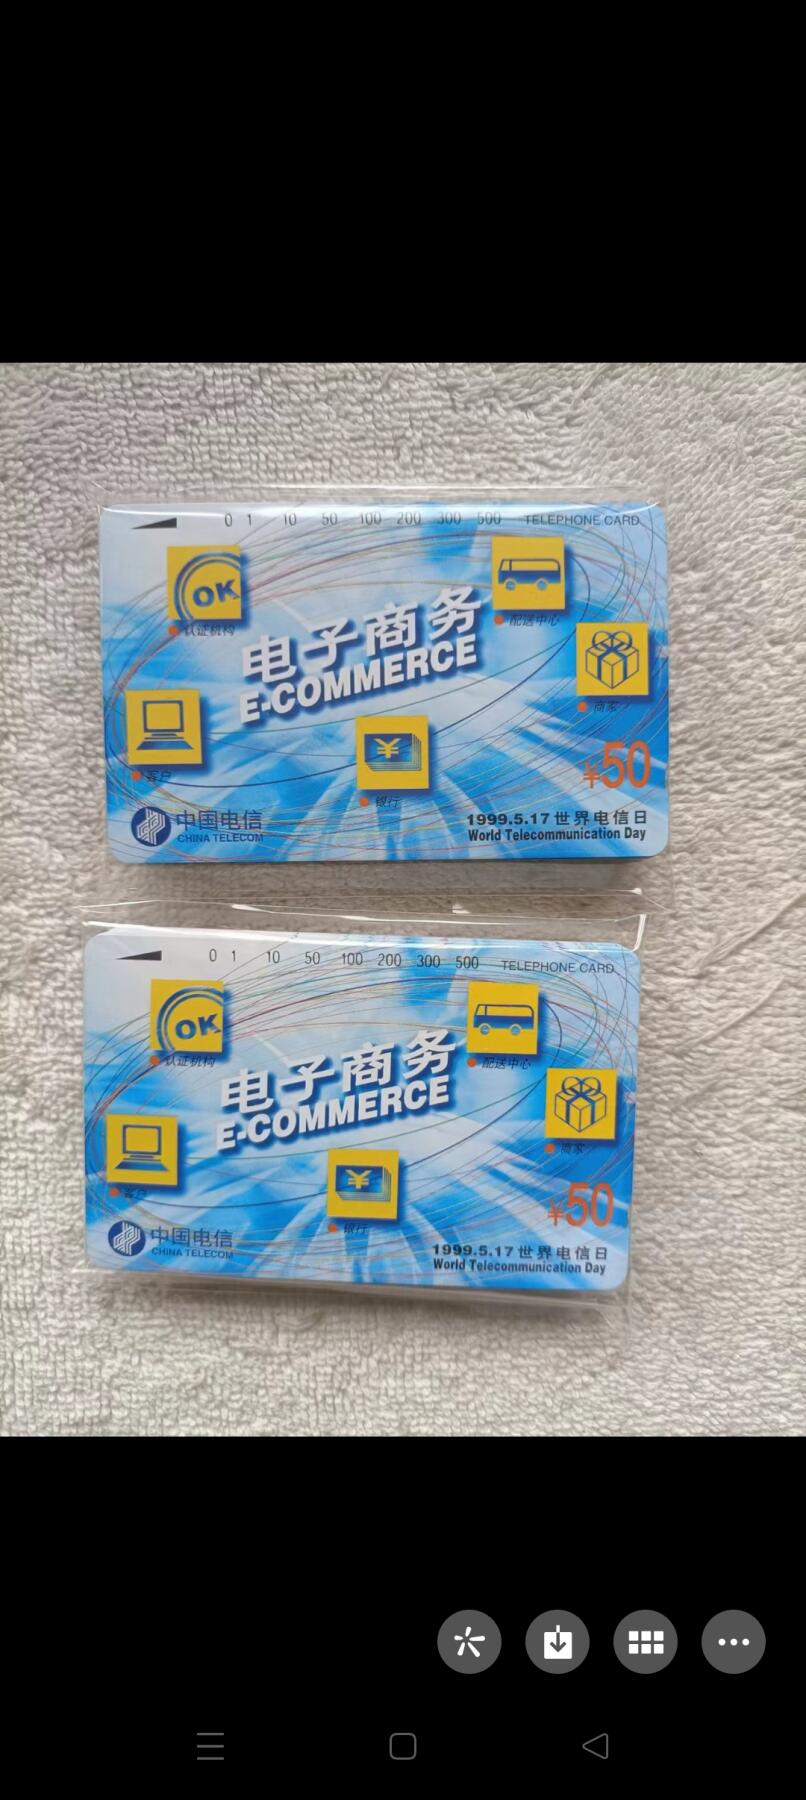 0 1 10 50 100 200 300 500 TELEPHONE CARD
OK
认证机构
配送中心
电子商务
E-COMMERCE
商家
客户
¥
银行
¥50
中国电信
CHINA TELECOM
1999.5.17 世界电信日
World Telecommunication Day
0 1 10 50 100 200 300 500 TELEPHONE CARD
OK
认证机构
配送中心
电子商务
E-COMMERCE
商家
客户
¥
银行
¥50
中国电信
CHINA TELECOM
1999.5.17 世界电信日
World Telecommunication Day